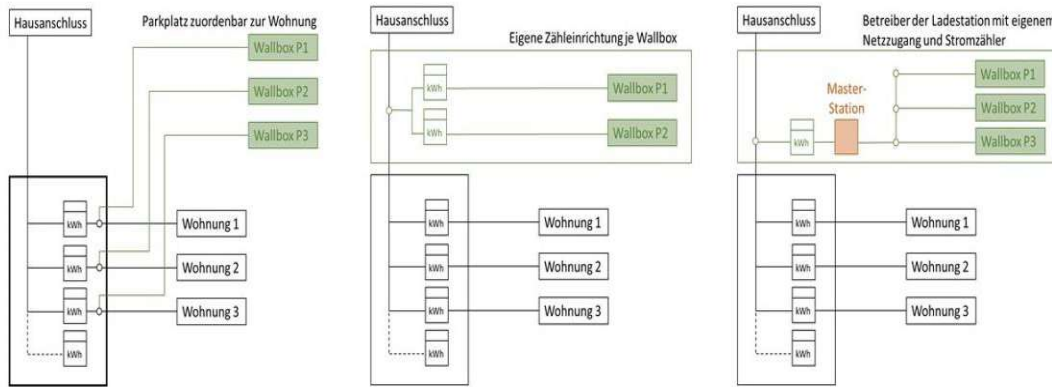 Hausanschluss
Parkplatz zuordenbar zur Wohnung
Wallbox P1
Wallbox P2
Wallbox P3
kWh
Wohnung 1
kWh
Wohnung 2
kWh
Wohnung 3
kWh
Hausanschluss
Eigene Zähleinrichtung je Wallbox
kWh
Wallbox P1
kWh
Wallbox P2
kWh
Wohnung 1
kWh
Wohnung 2
kWh
Wohnung 3
kWh
Hausanschluss
Betreiber der Ladestation mit eigenem
Netzzugang und Stromzähler
Master-
Station
kWh
Wallbox P1
Wallbox P2
Wallbox P3
kWh
Wohnung 1
kWh
Wohnung 2
kWh
Wohnung 3
kWh